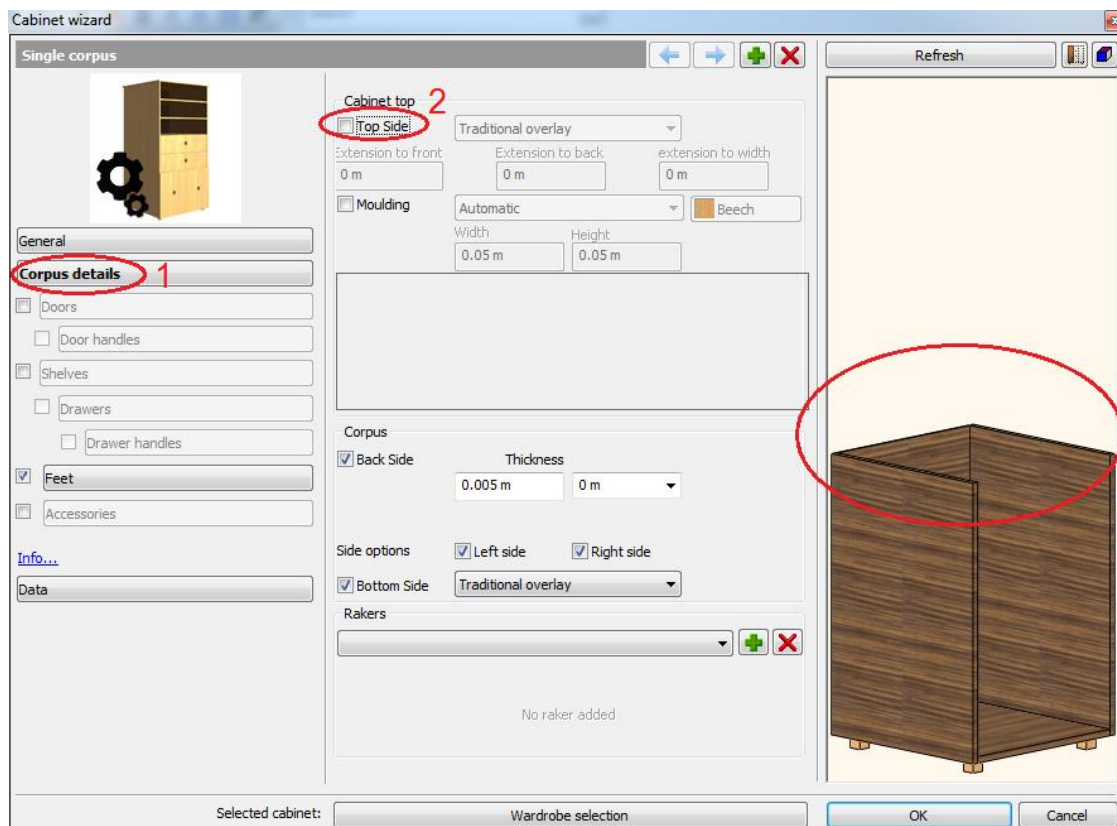 Cabinet wizard
Single corpus
Refresh
Cabinet top
2
Top Side
Traditional overlay
Extension to front
Extension to back
extension to width
0 m
0 m
0 m
Moulding
Automatic
Beech
Width
Height
0.05 m
0.05 m
General
Corpus details
1
Doors
Door handles
Shelves
Drawers
Drawer handles
Feet
Accessories
Info...
Data
Corpus
Back Side
Thickness
0.005 m
0 m
Side options
Left side
Right side
Bottom Side
Traditional overlay
Rakers
No raker added
Selected cabinet:
Wardrobe selection
OK
Cancel